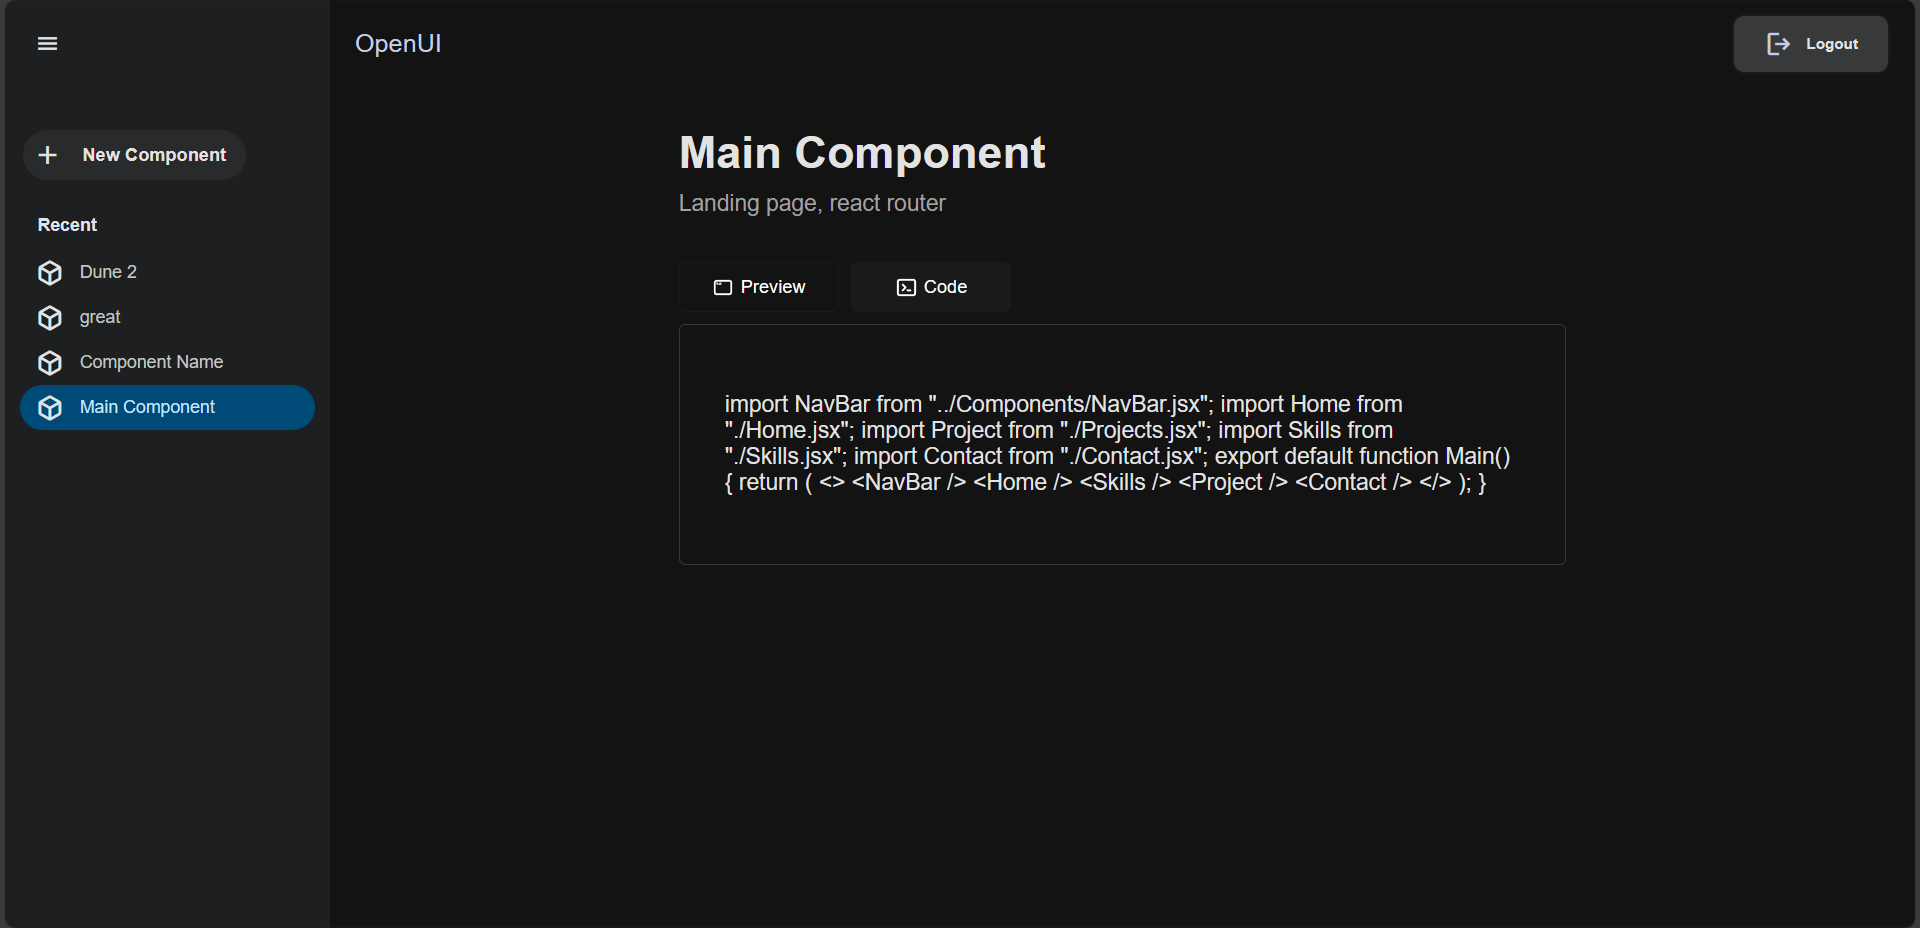 OpenUI
Logout
New Component
Recent
Dune 2
great
Component Name
Main Component
Main Component
Landing page, react router
Preview
Code
import NavBar from "../Components/NavBar.jsx"; import Home from
"./Home.jsx"; import Project from "./Projects.jsx"; import Skills from
"./Skills.jsx"; import Contact from "./Contact.jsx"; export default function Main()
{ return ( <> <NavBar /> <Home /> <Skills /> <Project /> <Contact /> </> ); }